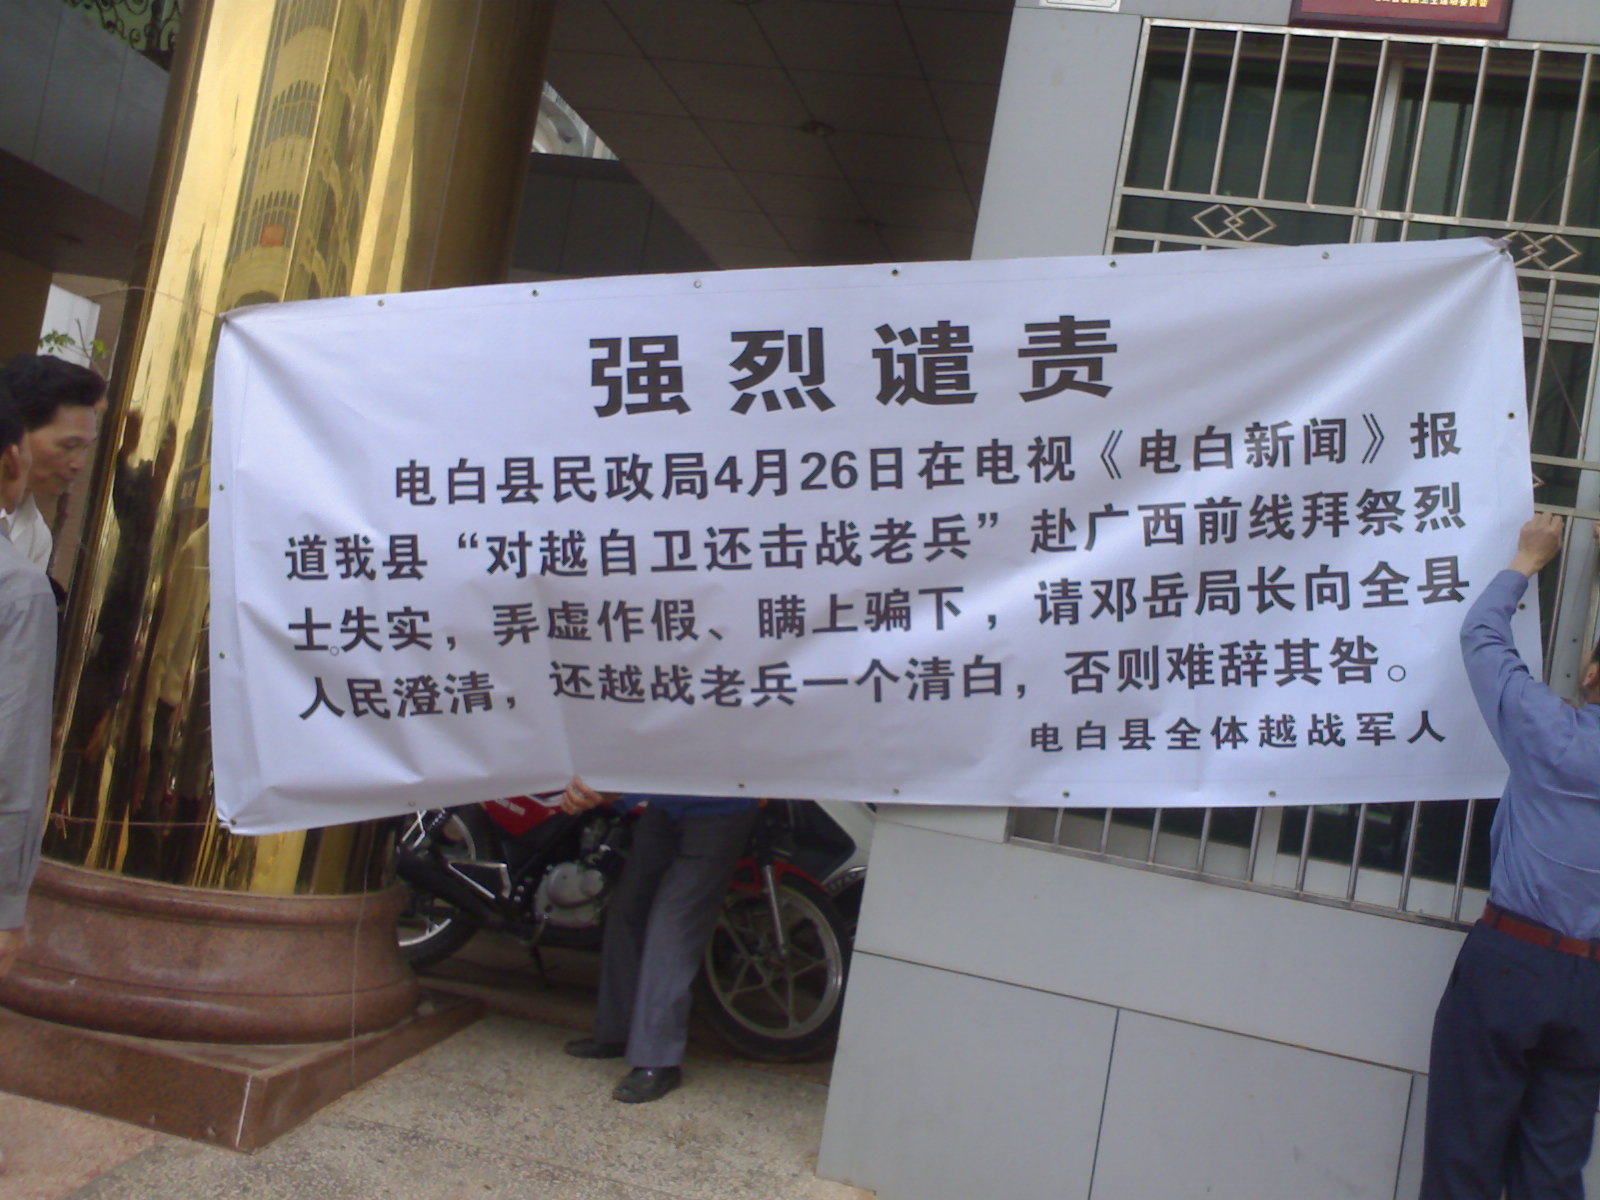 强烈谴责
电白县民政局4月26日在电视《电白新闻》报
道我县“对越自卫还击战老兵”赴广西前线拜祭烈
士。失实，弄虚作假、瞒上骗下，请邓岳局长向全县
人民澄清，还越战老兵一个清白，否则难辞其咎。
电白县全体越战军人